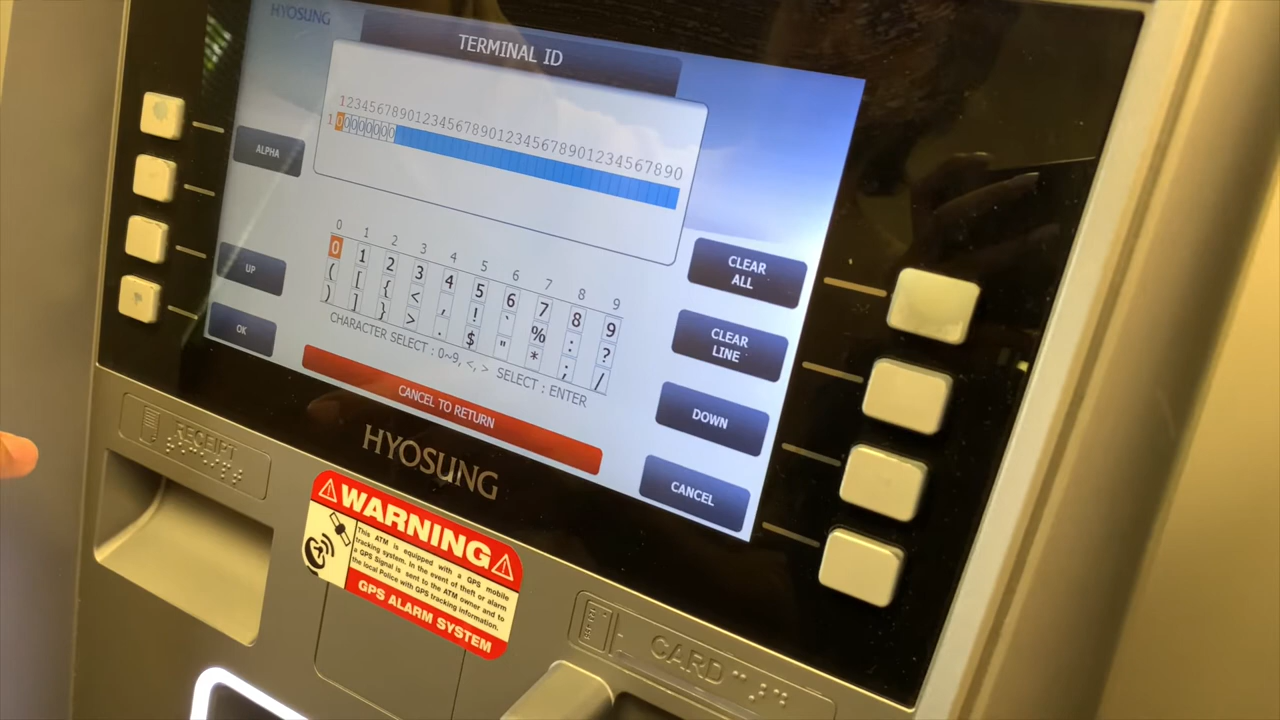 HYOSUNG
TERMINAL ID
1234567890123456789012345678901234567890
1 00000000
ALPHA
UP
OK
CLEAR ALL
CLEAR LINE
DOWN
CANCEL
0 1 2 3 4 5 6 7 8 9
0 1 2 3 4 5 6 7 8 9
( [ { < , ! ` % : ?
) ] } > . $ " * ; /
CHARACTER SELECT : 0~9, <, > SELECT : ENTER
CANCEL TO RETURN
HYOSUNG
RECEIPT
WARNING
This ATM is equipped with a GPS mobile
tracking system. In the event of theft or alarm
a GPS Signal is sent to the ATM owner and to
the local Police with GPS tracking information.
GPS ALARM SYSTEM
CARD